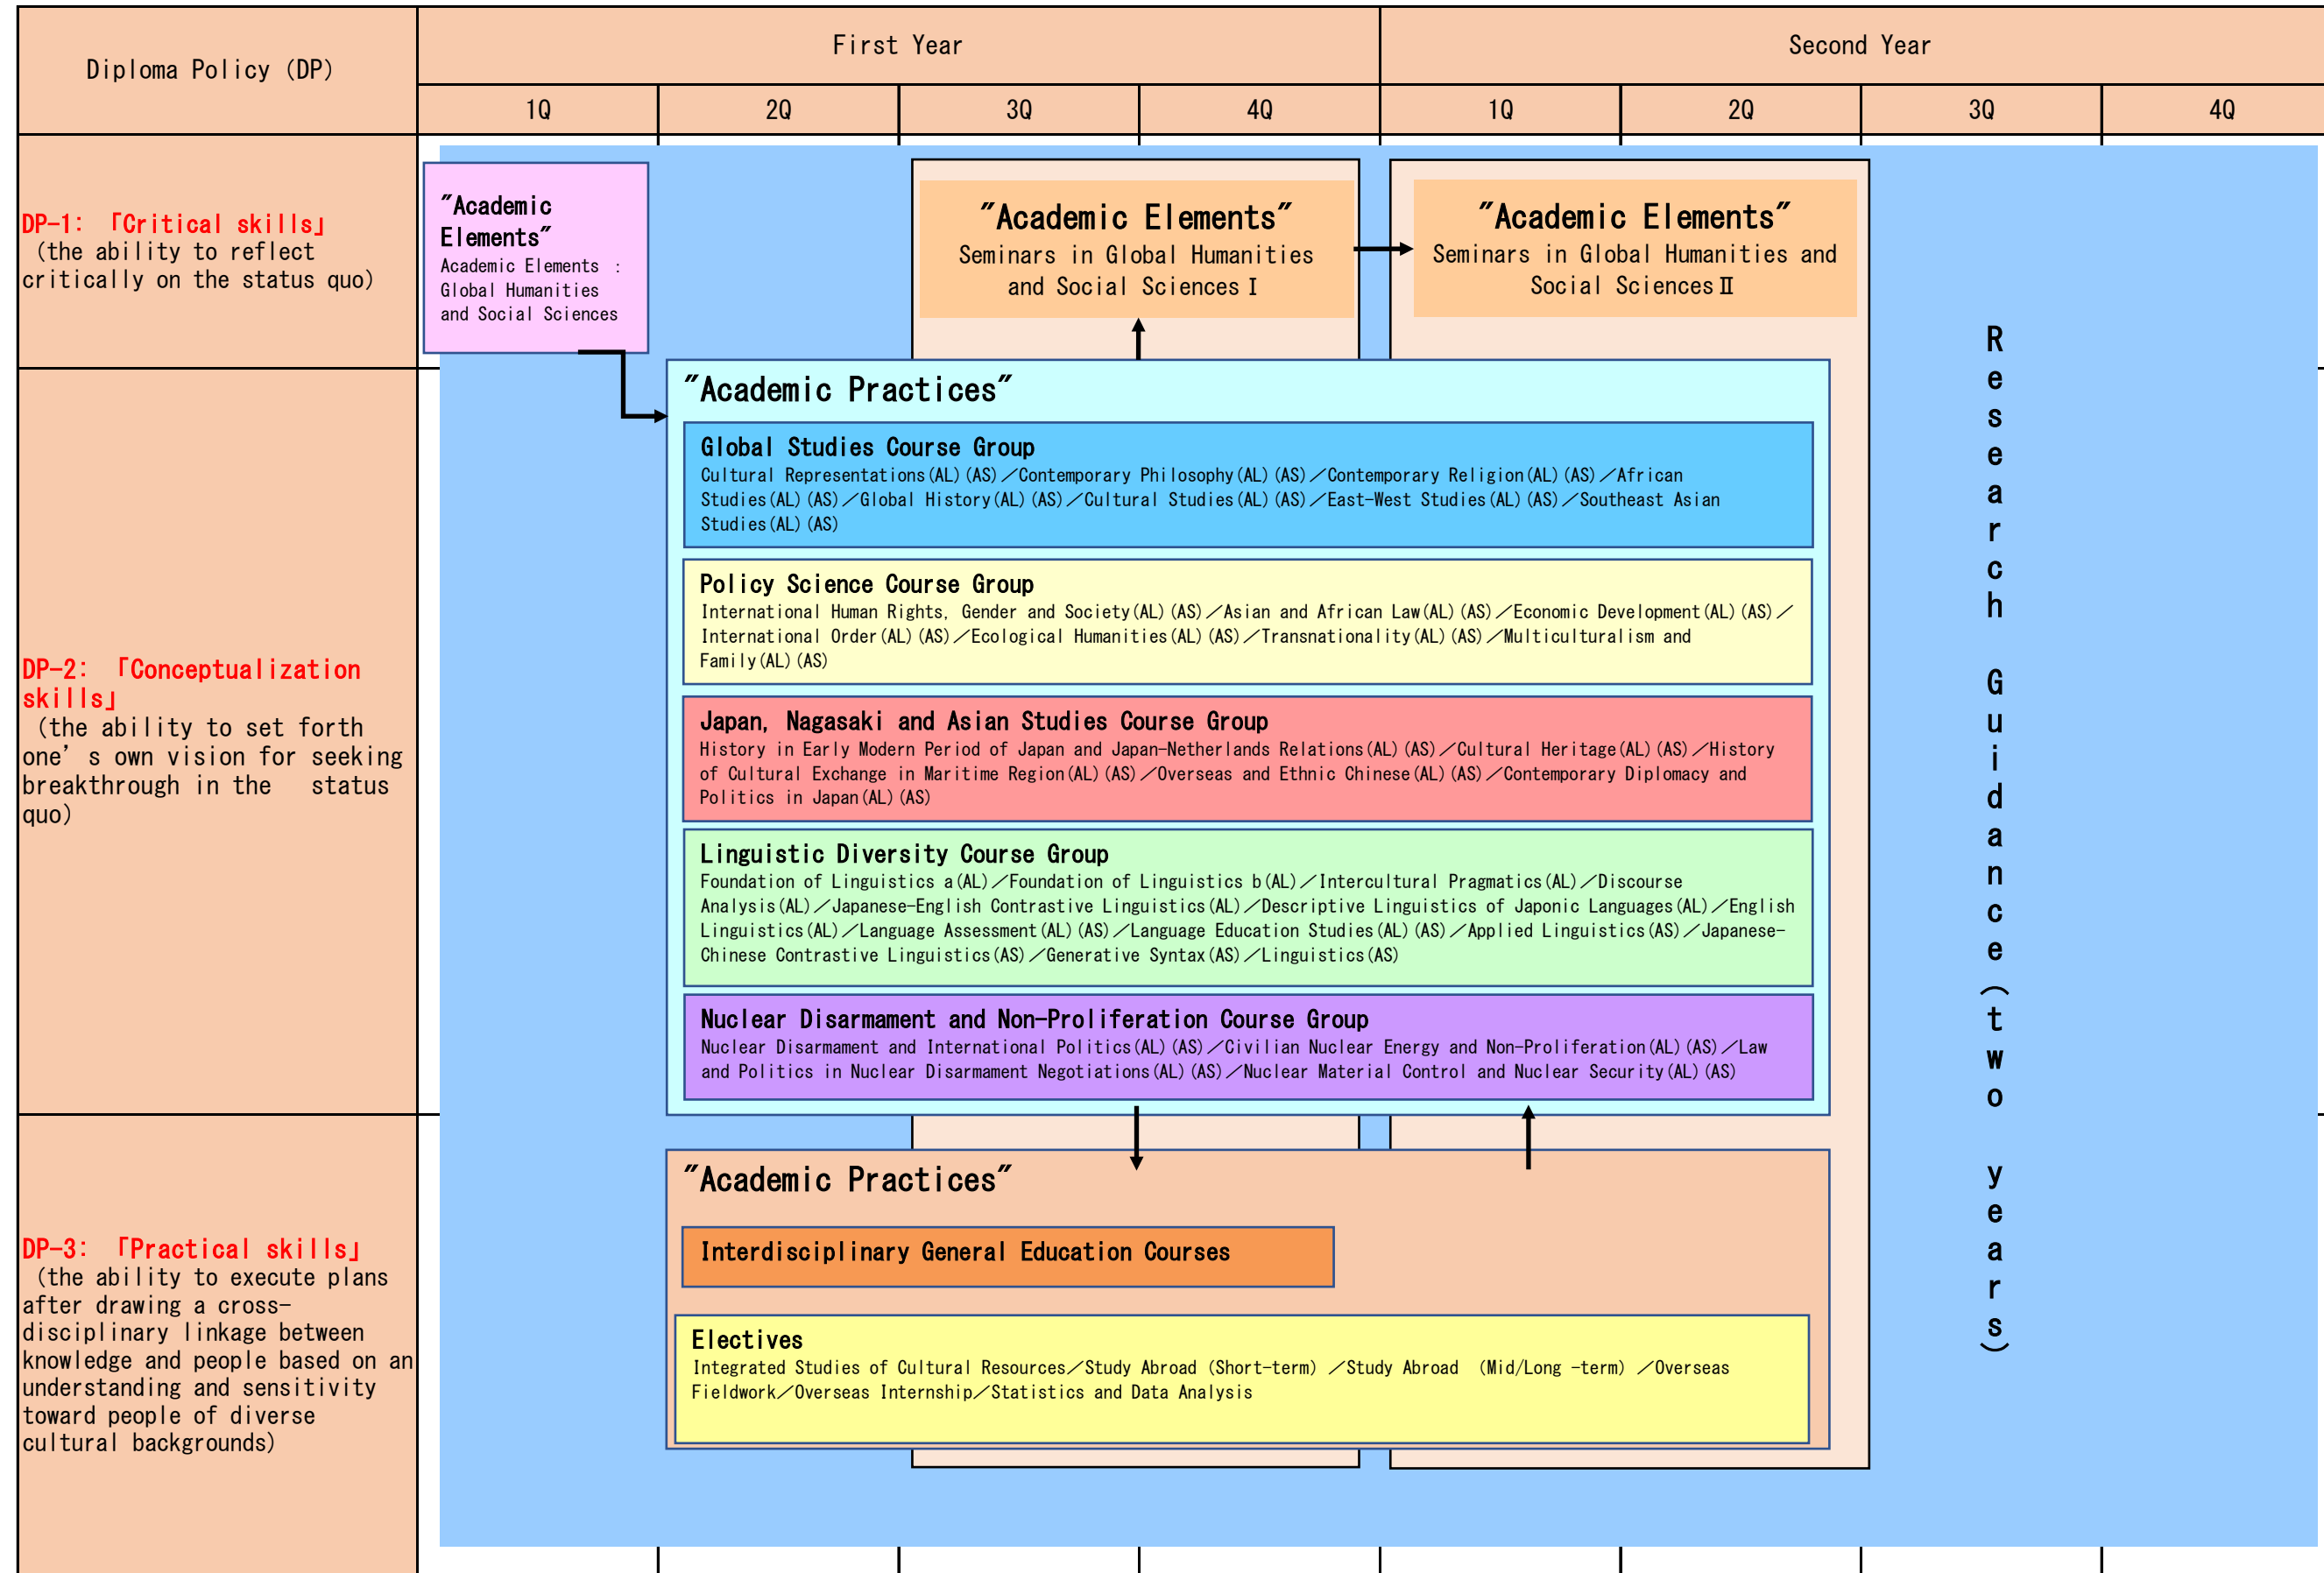 Diploma Policy (DP)
First Year
Second Year
1Q
2Q
3Q
4Q
1Q
2Q
3Q
4Q
DP-1: 「Critical skills」
(the ability to reflect
critically on the status quo)
"Academic
Elements"
Academic Elements :
Global Humanities
and Social Sciences
"Academic Elements"
Seminars in Global Humanities
and Social SciencesⅠ
"Academic Elements"
Seminars in Global Humanities and
Social SciencesⅡ
Research Guidance (two years)
DP-2: 「Conceptualization
skills」
(the ability to set forth
one's own vision for seeking
breakthrough in the  status
quo)
"Academic Practices"
Global Studies Course Group
Cultural Representations(AL)(AS)／Contemporary Philosophy(AL)(AS)／Contemporary Religion(AL)(AS)／African
Studies(AL)(AS)／Global History(AL)(AS)／Cultural Studies(AL)(AS)／East-West Studies(AL)(AS)／Southeast Asian
Studies(AL)(AS)
Policy Science Course Group
International Human Rights, Gender and Society(AL)(AS)／Asian and African Law(AL)(AS)／Economic Development(AL)(AS)／
International Order(AL)(AS)／Ecological Humanities(AL)(AS)／Transnationality(AL)(AS)／Multiculturalism and
Family(AL)(AS)
Japan, Nagasaki and Asian Studies Course Group
History in Early Modern Period of Japan and Japan-Netherlands Relations(AL)(AS)／Cultural Heritage(AL)(AS)／History
of Cultural Exchange in Maritime Region(AL)(AS)／Overseas and Ethnic Chinese(AL)(AS)／Contemporary Diplomacy and
Politics in Japan(AL)(AS)
Linguistic Diversity Course Group
Foundation of Linguistics a(AL)／Foundation of Linguistics b(AL)／Intercultural Pragmatics(AL)／Discourse
Analysis(AL)／Japanese-English Contrastive Linguistics(AL)／Descriptive Linguistics of Japonic Languages(AL)／English
Linguistics(AL)／Language Assessment(AL)(AS)／Language Education Studies(AL)(AS)／Applied Linguistics(AS)／Japanese-
Chinese Contrastive Linguistics(AS)／Generative Syntax(AS)／Linguistics(AS)
Nuclear Disarmament and Non-Proliferation Course Group
Nuclear Disarmament and International Politics(AL)(AS)／Civilian Nuclear Energy and Non-Proliferation(AL)(AS)／Law
and Politics in Nuclear Disarmament Negotiations(AL)(AS)／Nuclear Material Control and Nuclear Security(AL)(AS)
DP-3: 「Practical skills」
(the ability to execute plans
after drawing a cross-
disciplinary linkage between
knowledge and people based on an
understanding and sensitivity
toward people of diverse
cultural backgrounds)
"Academic Practices"
Interdisciplinary General Education Courses
Electives
Integrated Studies of Cultural Resources／Study Abroad (Short-term) ／Study Abroad (Mid/Long -term) ／Overseas
Fieldwork／Overseas Internship／Statistics and Data Analysis